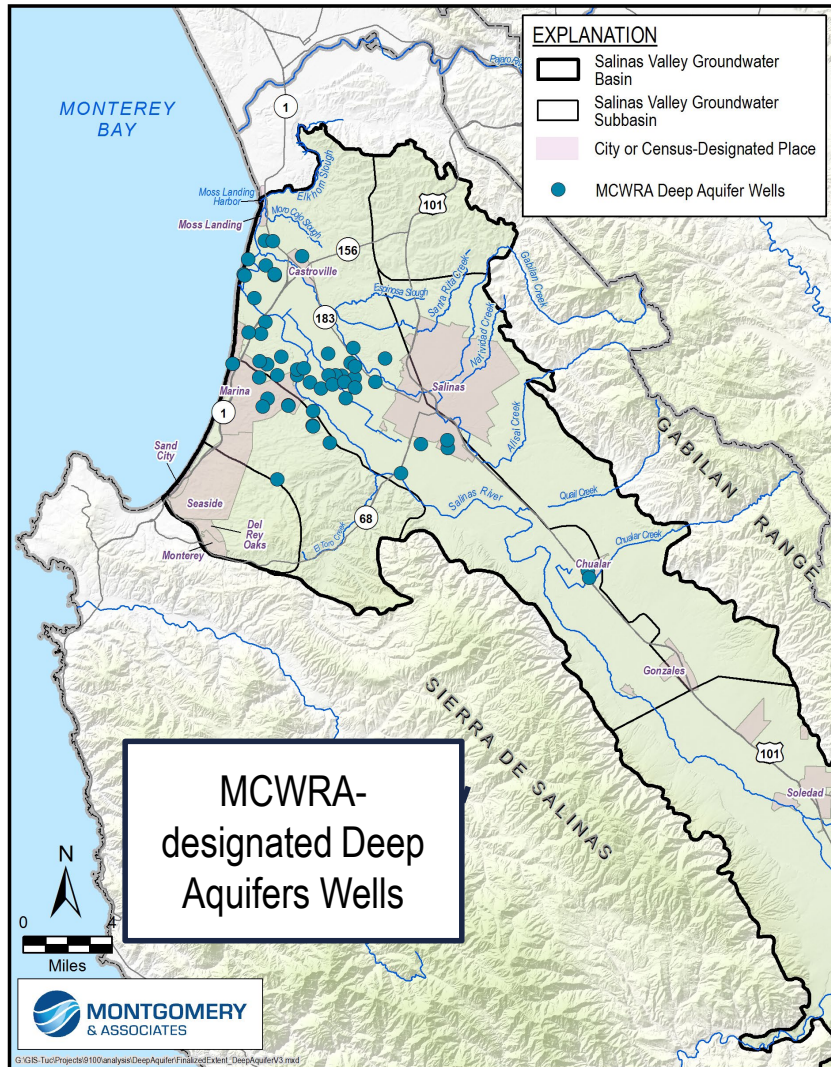 EXPLANATION
Salinas Valley Groundwater
Basin
Salinas Valley Groundwater
Subbasin
City or Census-Designated Place
MCWRA Deep Aquifer Wells
MONTEREY
BAY
1
Elkhorn Slough
Moss Landing
Harbor
Moss Landing
Moro Cojo Slough
101
156
Castroville
Gabilan Creek
Santa Rita Creek
Espinosa Slough
Natividad Creek
183
Salinas
Marina
1
Alisal Creek
Sand
City
GABILAN RANGE
Seaside
Salinas River
Quail Creek
Del
Rey
Oaks
68
El Toro Creek
Monterey
Chualar Creek
Chualar
Gonzales
SIERRA DE SALINAS
101
Soledad
MCWRA-
designated Deep
Aquifers Wells
N
0 4
Miles
MONTGOMERY
& ASSOCIATES
G:\GIS-Tuc\Projects\9100\analysis\DeepAquifer\FinalizedExtent_DeepAquiferV3.mxd